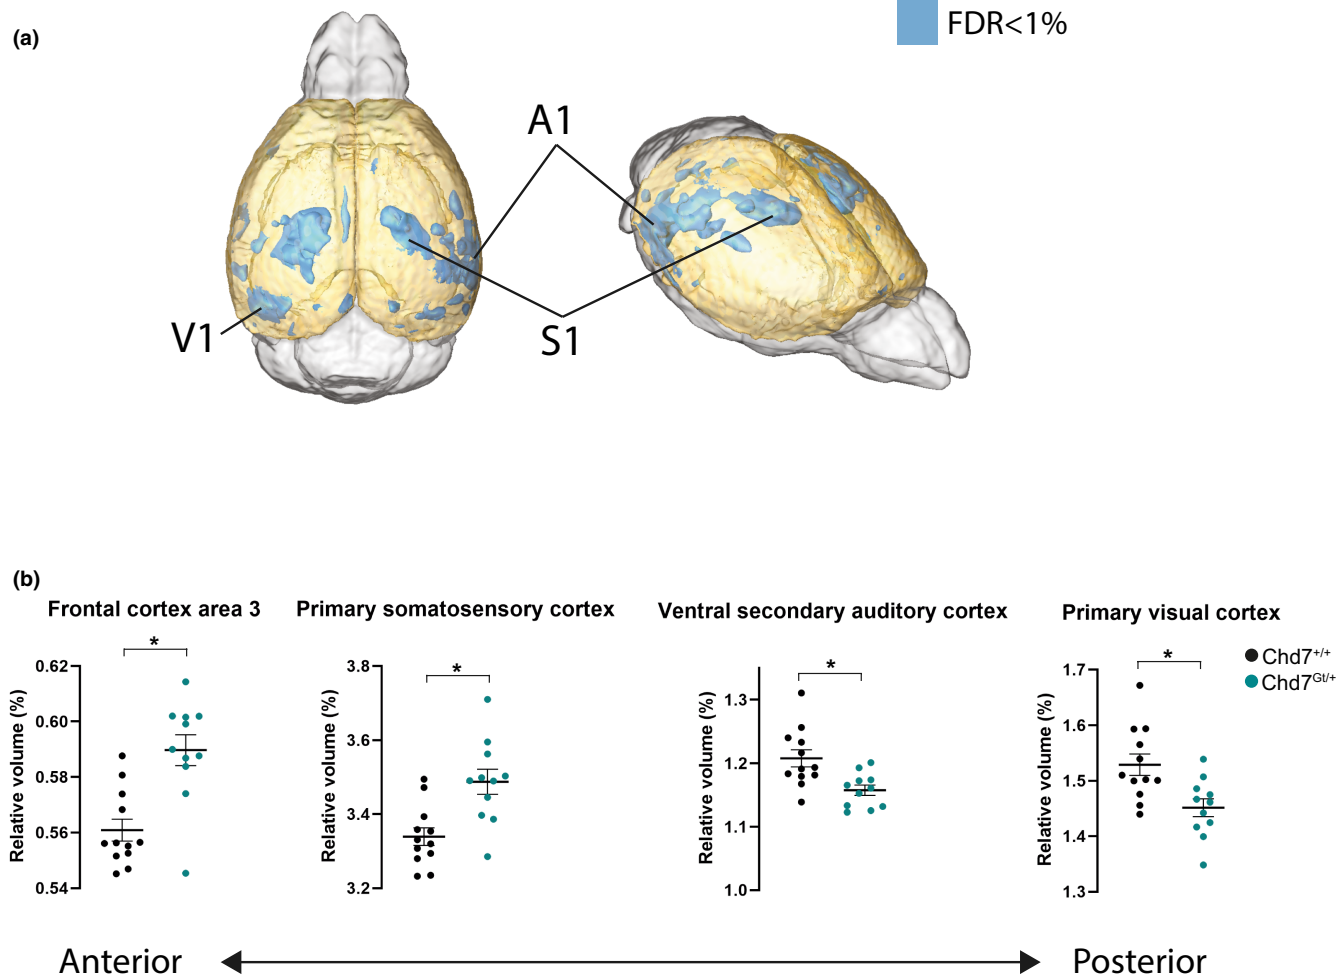 (a)
FDR<1%
A1
V1
S1
(b)
Frontal cortex area 3
Primary somatosensory cortex
Ventral secondary auditory cortex
Primary visual cortex
Chd7+/+
Chd7Gt/+
*
Relative volume (%)
0.62
0.60
0.58
0.56
0.54
*
Relative volume (%)
3.8
3.6
3.4
3.2
*
Relative volume (%)
1.3
1.2
1.1
1.0
*
Relative volume (%)
1.7
1.6
1.5
1.4
1.3
Anterior
Posterior